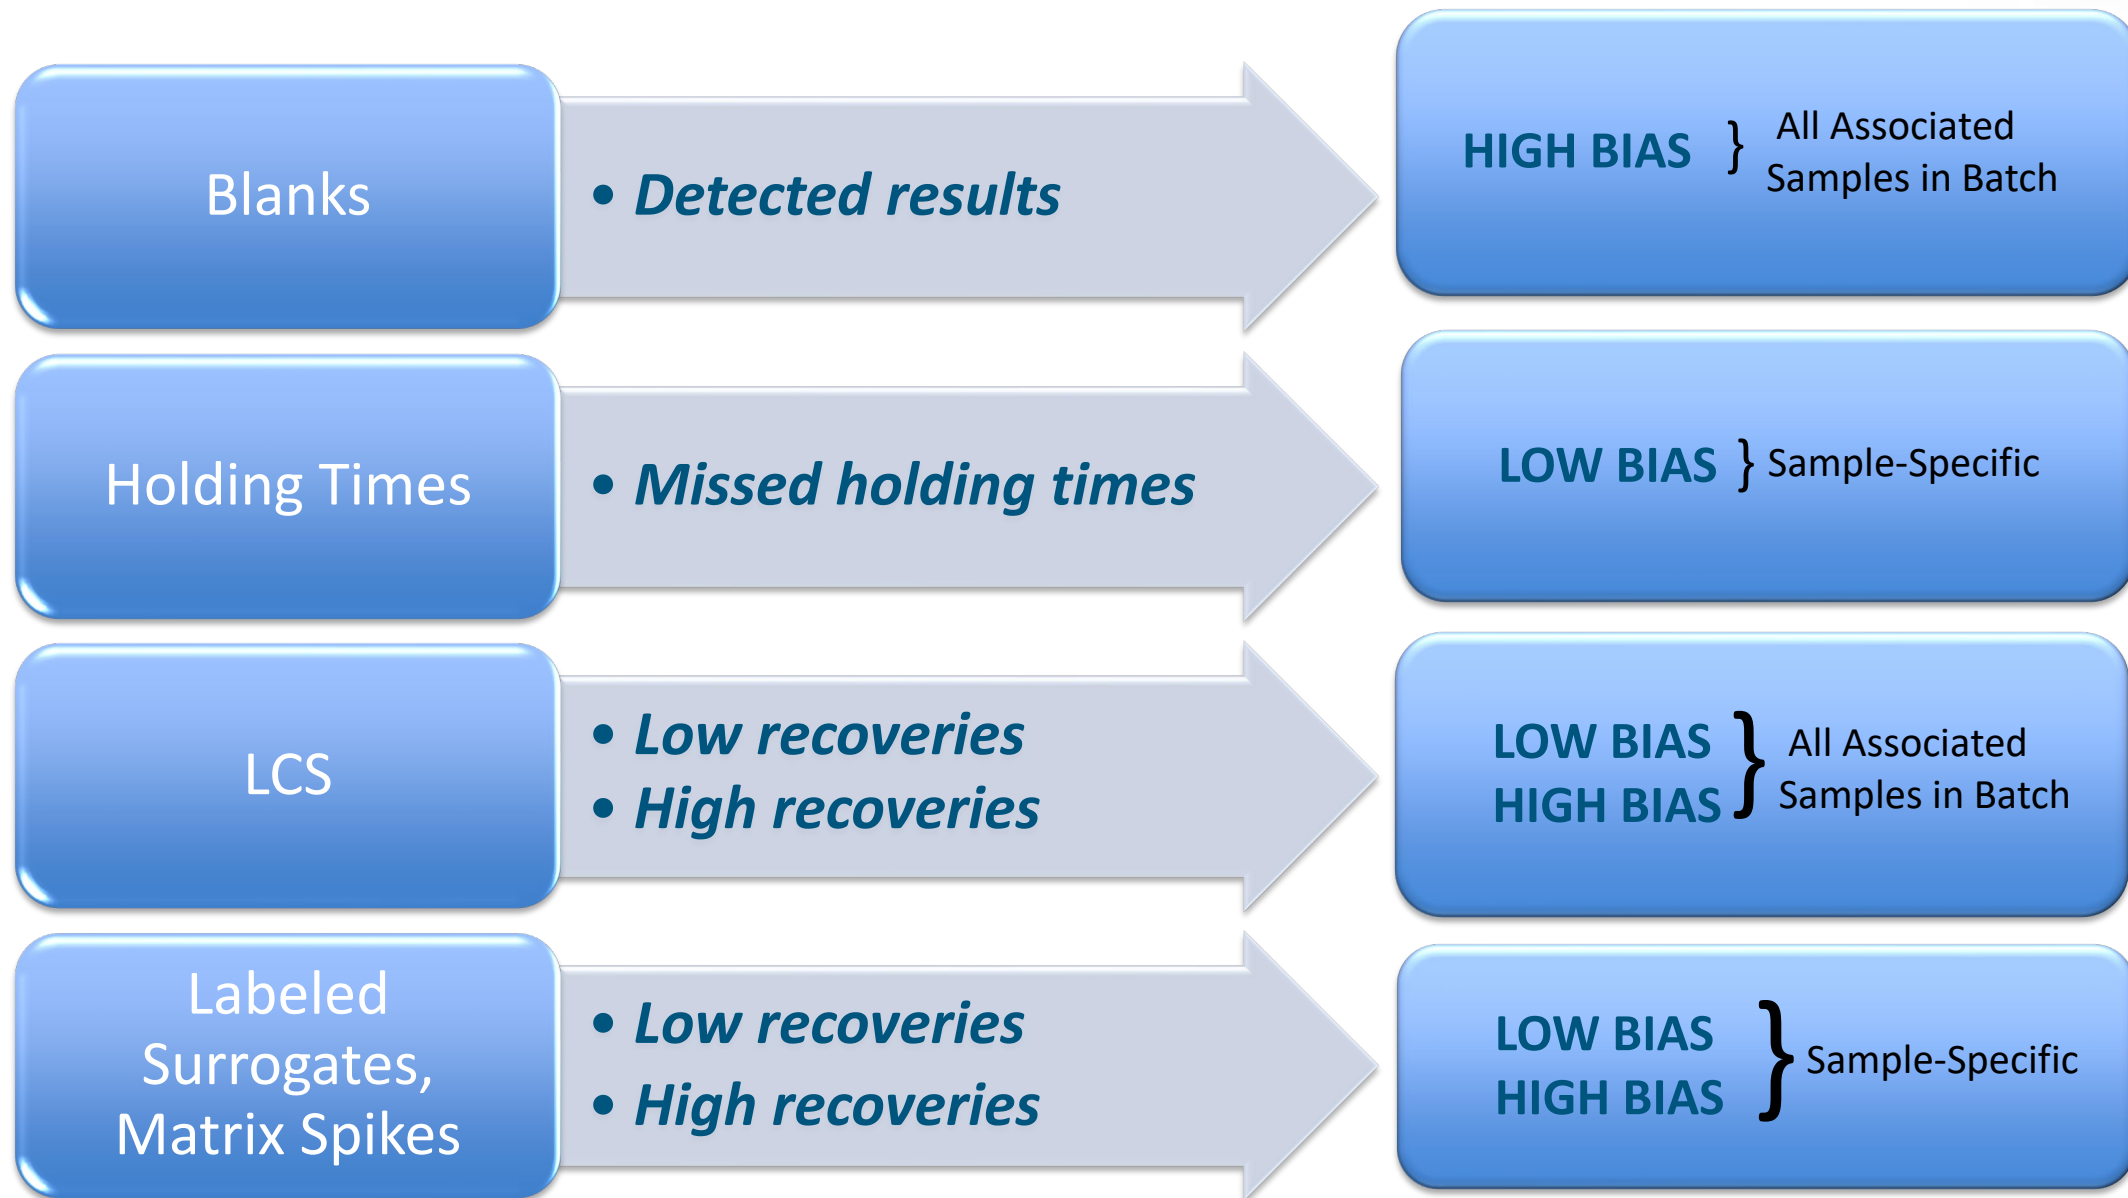 Blanks
• Detected results
HIGH BIAS } All Associated
Samples in Batch
Holding Times
• Missed holding times
LOW BIAS } Sample-Specific
LCS
• Low recoveries
• High recoveries
LOW BIAS
HIGH BIAS
} All Associated
Samples in Batch
Labeled
Surrogates,
Matrix Spikes
• Low recoveries
• High recoveries
LOW BIAS
HIGH BIAS
} Sample-Specific